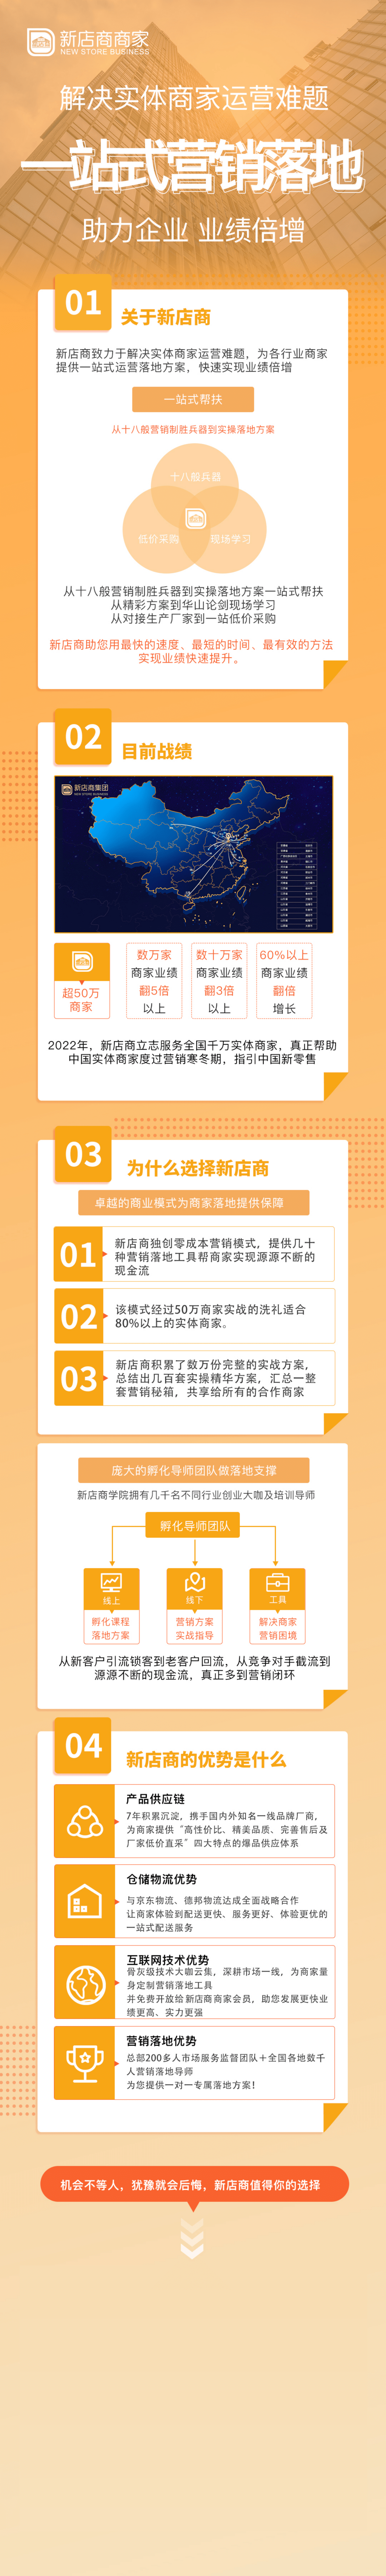 新店商商家
NEW STORE BUSINESS
解决实体商家运营难题
一站式营销落地
助力企业 业绩倍增
01
关于新店商
新店商致力于解决实体商家运营难题，为各行业商家
提供一站式运营落地方案，快速实现业绩倍增
一站式帮扶
从十八般营销制胜兵器到实操落地方案
十八般兵器
低价采购
现场学习
从十八般营销制胜兵器到实操落地方案一站式帮扶
从精彩方案到华山论剑现场学习
从对接生产厂家到一站低价采购
新店商助您用最快的速度、最短的时间、最有效的方法
实现业绩快速提升。
02
目前战绩
新店商集团
NEW STORE BUSINESS
超50万
商家
数万家
商家业绩
翻5倍
以上
数十万家
商家业绩
翻3倍
以上
60%以上
商家业绩
翻倍
增长
2022年，新店商立志服务全国千万实体商家，真正帮助
中国实体商家度过营销寒冬期，指引中国新零售
03
为什么选择新店商
卓越的商业模式为商家落地提供保障
01
新店商独创零成本营销模式，提供几十
种营销落地工具帮商家实现源源不断的
现金流
02
该模式经过50万商家实战的洗礼适合
80%以上的实体商家。
03
新店商积累了数万份完整的实战方案，
总结出几百套实操精华方案，汇总一整
套营销秘籍，共享给所有的合作商家
庞大的孵化导师团队做落地支撑
新店商学院拥有几千名不同行业创业大咖及培训导师
孵化导师团队
线上
孵化课程
落地方案
线下
营销方案
实战指导
工具
解决商家
营销困境
从新客户引流锁客到老客户回流，从竞争对手截流到
源源不断的现金流，真正多到营销闭环
04
新店商的优势是什么
产品供应链
7年积累沉淀，携手国内外知名一线品牌厂商，
为商家提供“高性价比、精美品质、完善售后及
厂家低价直采”四大特点的爆品供应体系
仓储物流优势
与京东物流、德邦物流达成全面战略合作
让商家体验到配送更快、服务更好、体验更优的
一站式配送服务
互联网技术优势
骨灰级技术大咖云集，深耕市场一线，为商家量
身定制营销落地工具
并免费开放给新店商商家会员，助您发展更快业
绩更高、实力更强
营销落地优势
总部200多人市场服务监督团队＋全国各地数千
人营销落地导师
为您提供一对一专属落地方案！
机会不等人，犹豫就会后悔，新店商值得你的选择